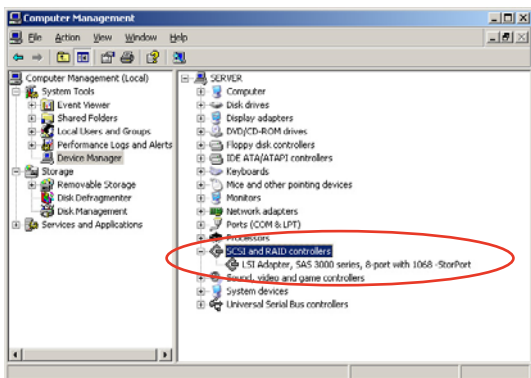 Computer Management
File Action View Window Help
Computer Management (Local)
System Tools
Event Viewer
Shared Folders
Local Users and Groups
Performance Logs and Alerts
Device Manager
Storage
Removable Storage
Disk Defragmenter
Disk Management
Services and Applications
SERVER
Computer
Disk drives
Display adapters
DVD/CD-ROM drives
Floppy disk controllers
IDE ATA/ATAPI controllers
Keyboards
Mice and other pointing devices
Monitors
Network adapters
Ports (COM & LPT)
Processors
SCSI and RAID controllers
LSI Adapter, SAS 3000 series, 8-port with 1068 -StorPort
Sound, video and game controllers
System devices
Universal Serial Bus controllers